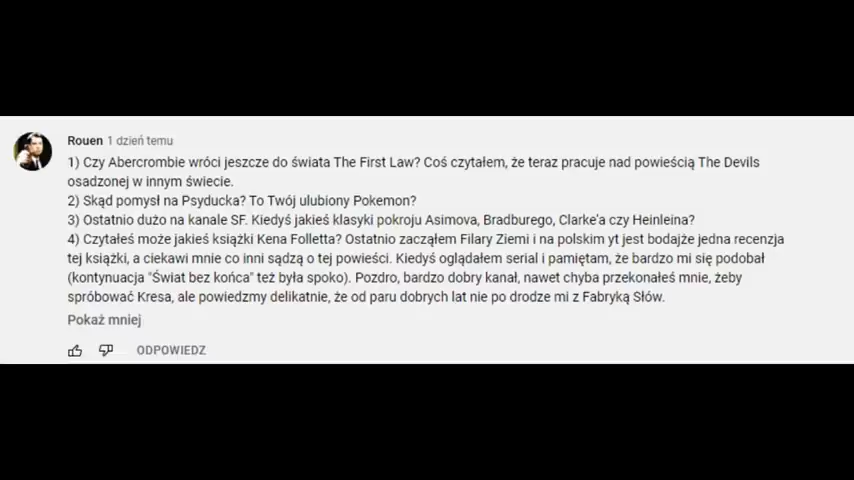 Rouen 1 dzień temu
1) Czy Abercrombie wróci jeszcze do świata The First Law? Coś czytałem, że teraz pracuje nad powieścią The Devils
osadzonej w innym świecie.
2) Skąd pomysł na Psyducka? To Twój ulubiony Pokemon?
3) Ostatnio dużo na kanale SF. Kiedyś jakieś klasyki pokroju Asimova, Bradburego, Clarke'a czy Heinleina?
4) Czytałeś może jakieś książki Kena Folletta? Ostatnio zacząłem Filary Ziemi i na polskim yt jest bodajże jedna recenzja
tej książki, a ciekawi mnie co inni sądzą o tej powieści. Kiedyś oglądałem serial i pamiętam, że bardzo mi się podobał
(kontynuacja "Świat bez końca" też była spoko). Pozdro, bardzo dobry kanał, nawet chyba przekonałeś mnie, żeby
spróbować Kresa, ale powiedzmy delikatnie, że od paru dobrych lat nie po drodze mi z Fabryką Słów.
Pokaż mniej
ODPOWIEDZ